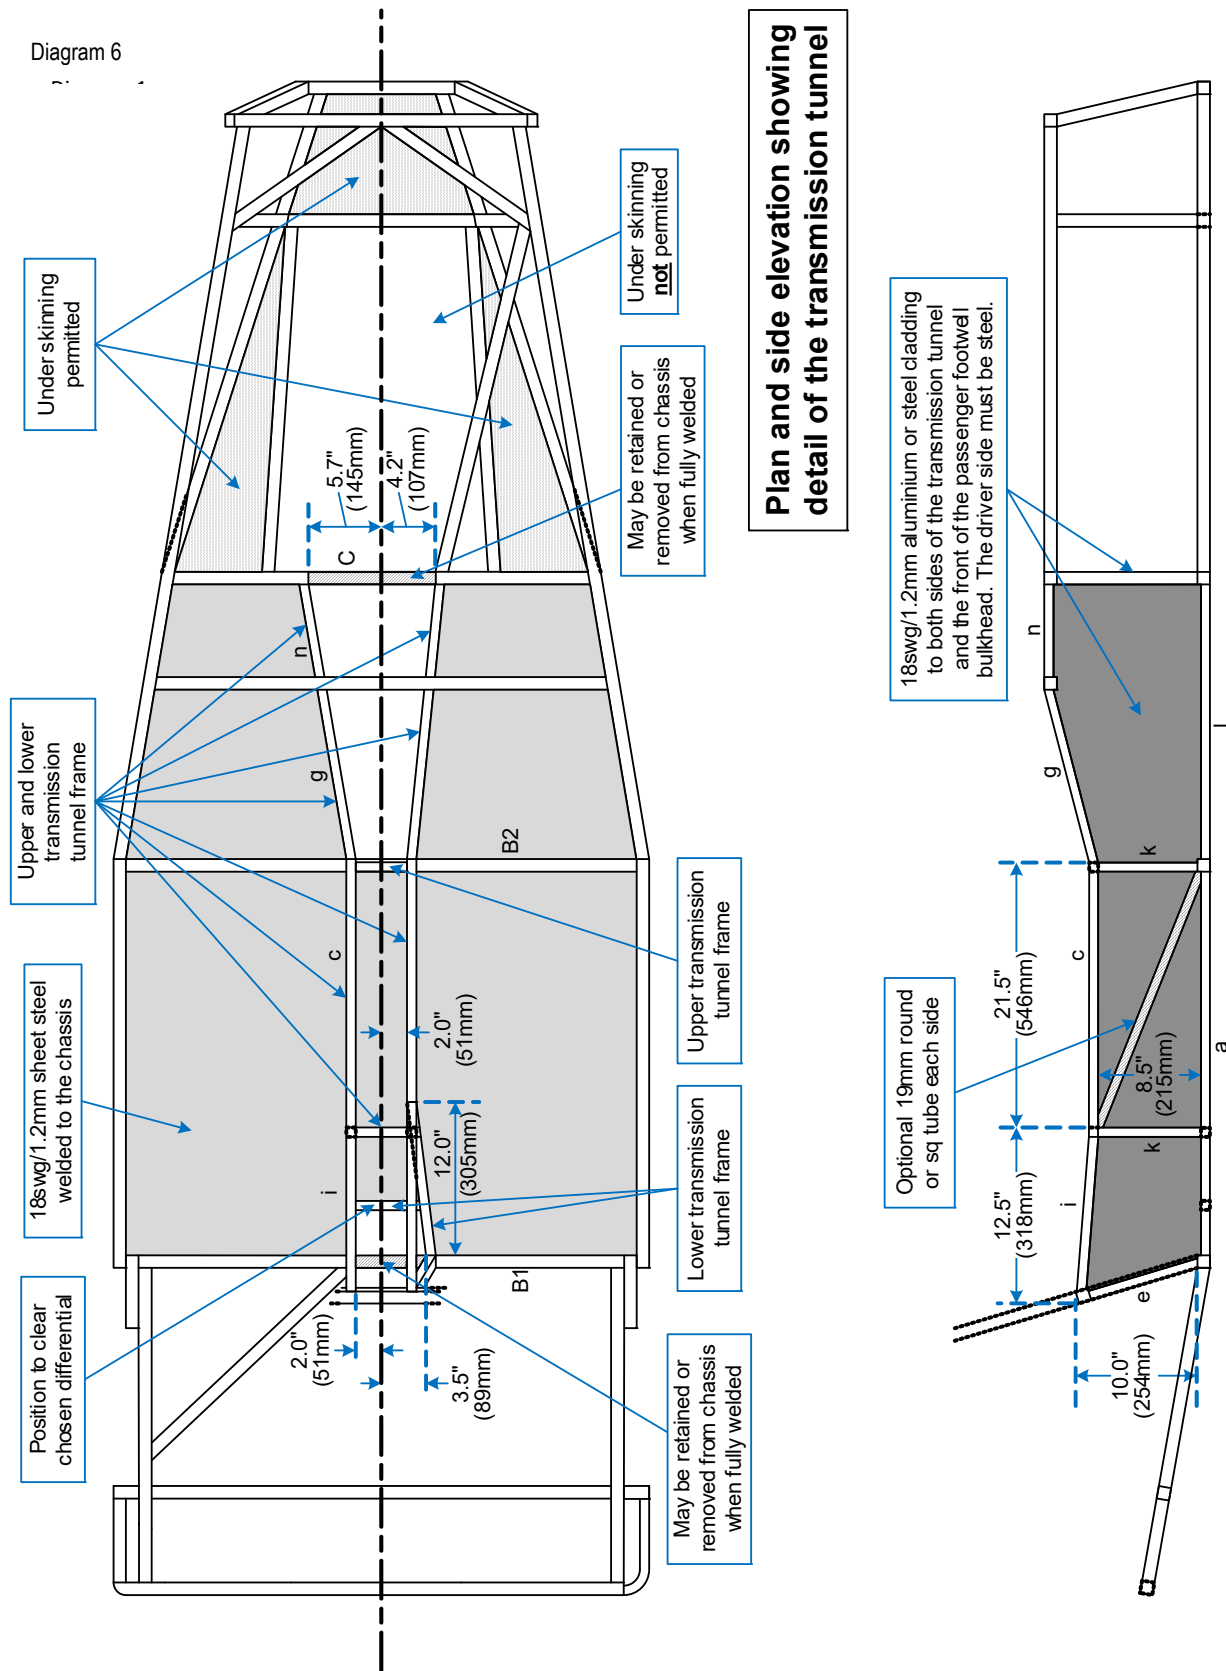 Diagram 6
Under skinning
permitted
Upper and lower
transmission
tunnel frame
18swg/1.2mm sheet steel
welded to the chassis
Position to clear
chosen differential
Under skinning
not permitted
May be retained or
removed from chassis
when fully welded
5.7"
(145mm)
4.2"
(107mm)
C
n
g
B2
c
2.0"
(51mm)
i
12.0"
(305mm)
B1
2.0"
(51mm)
3.5"
(89mm)
Upper transmission
tunnel frame
Lower transmission
tunnel frame
May be retained or
removed from chassis
when fully welded
Plan and side elevation showing
detail of the transmission tunnel
18swg/1.2mm aluminium or steel cladding
to both sides of the transmission tunnel
and the front of the passenger footwell
bulkhead. The driver side must be steel.
Optional 19mm round
or sq tube each side
n
g
l
k
c
21.5"
(546mm)
8.5"
(215mm)
a
k
i
12.5"
(318mm)
e
10.0"
(254mm)